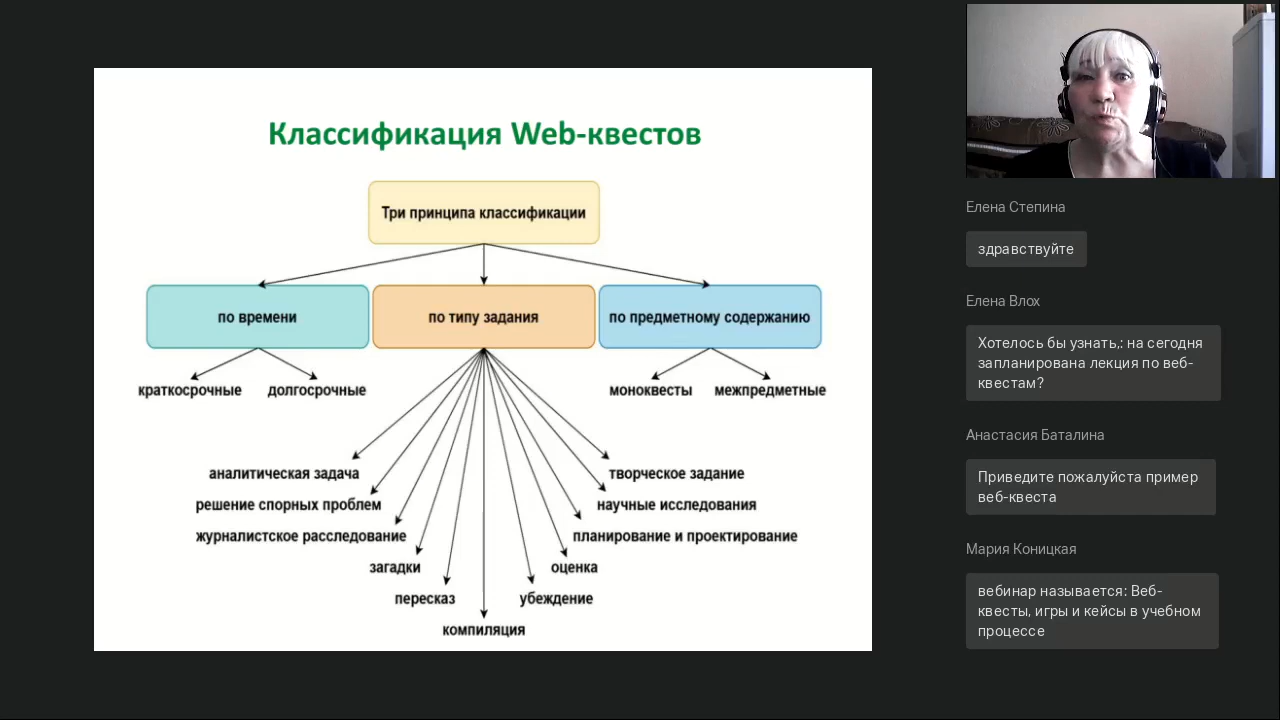 Классификация Web-квестов
Три принципа классификации
по времени
по типу задания
по предметному содержанию
краткосрочные
долгосрочные
моноквесты
межпредметные
аналитическая задача
творческое задание
решение спорных проблем
научные исследования
журналистское расследование
планирование и проектирование
загадки
оценка
пересказ
убеждение
компиляция
Елена Степина
здравствуйте
Елена Влох
Хотелось бы узнать,: на сегодня
запланирована лекция по веб-
квестам?
Анастасия Баталина
Приведите пожалуйста пример
веб-квеста
Мария Коницкая
вебинар называется: Веб-
квесты, игры и кейсы в учебном
процессе